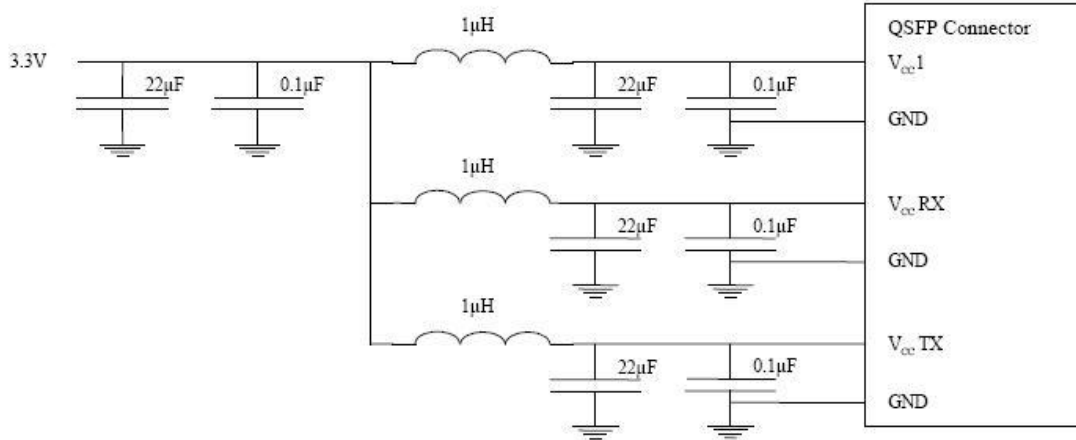 1μH
QSFP Connector
3.3V
Vcc1
22μF
0.1μF
22μF
0.1μF
GND
1μH
Vcc RX
22μF
0.1μF
GND
1μH
Vcc TX
22μF
0.1μF
GND